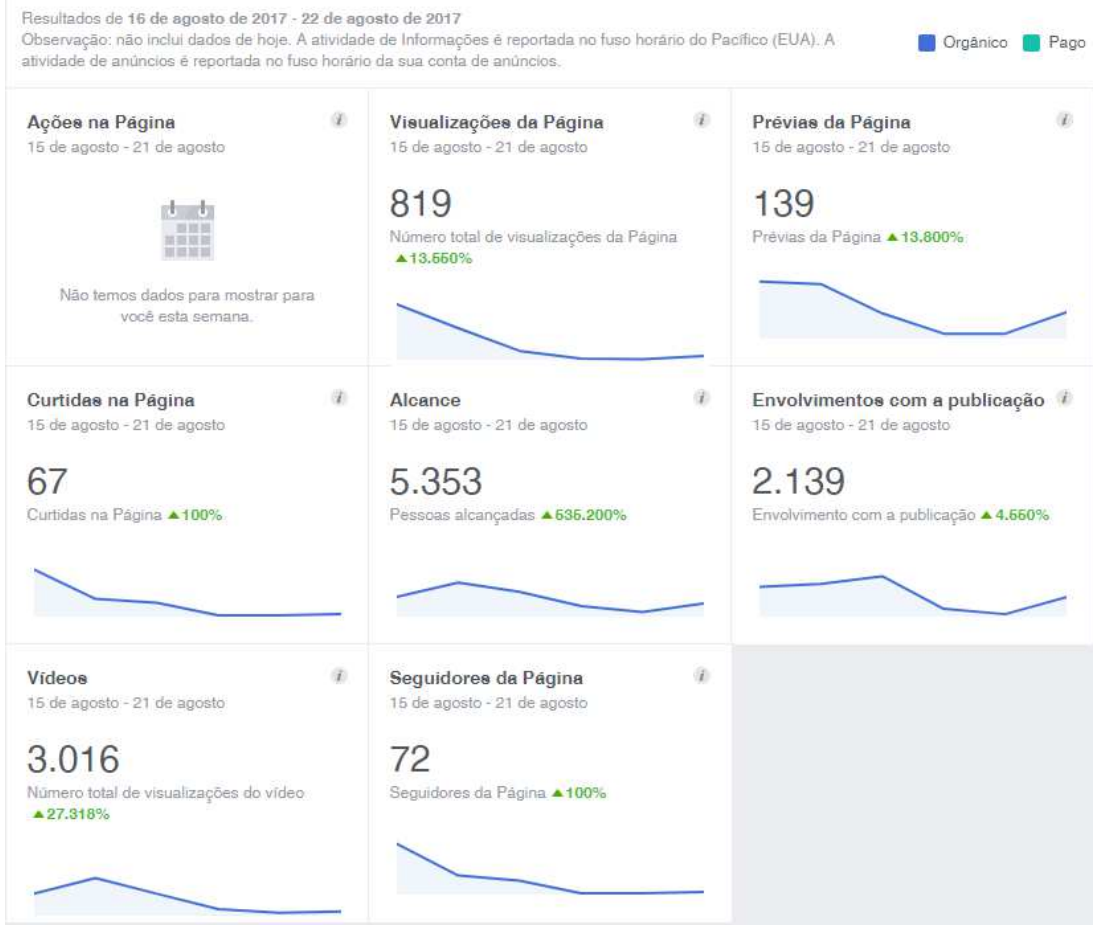 Resultados de 16 de agosto de 2017 - 22 de agosto de 2017
Observação: não inclui dados de hoje. A atividade de Informações é reportada no fuso horário do Pacífico (EUA). A
atividade de anúncios é reportada no fuso horário da sua conta de anúncios.
Orgânico Pago
Ações na Página
15 de agosto - 21 de agosto
Não temos dados para mostrar para
você esta semana.
Visualizações da Página
15 de agosto - 21 de agosto
819
Número total de visualizações da Página
▲13.550%
Prévias da Página
15 de agosto - 21 de agosto
139
Prévias da Página ▲13.800%
Curtidas na Página
15 de agosto - 21 de agosto
67
Curtidas na Página ▲100%
Alcance
15 de agosto - 21 de agosto
5.353
Pessoas alcançadas ▲535.200%
Envolvimentos com a publicação
15 de agosto - 21 de agosto
2.139
Envolvimento com a publicação ▲4.550%
Vídeos
15 de agosto - 21 de agosto
3.016
Número total de visualizações do vídeo
▲27.318%
Seguidores da Página
15 de agosto - 21 de agosto
72
Seguidores da Página ▲100%